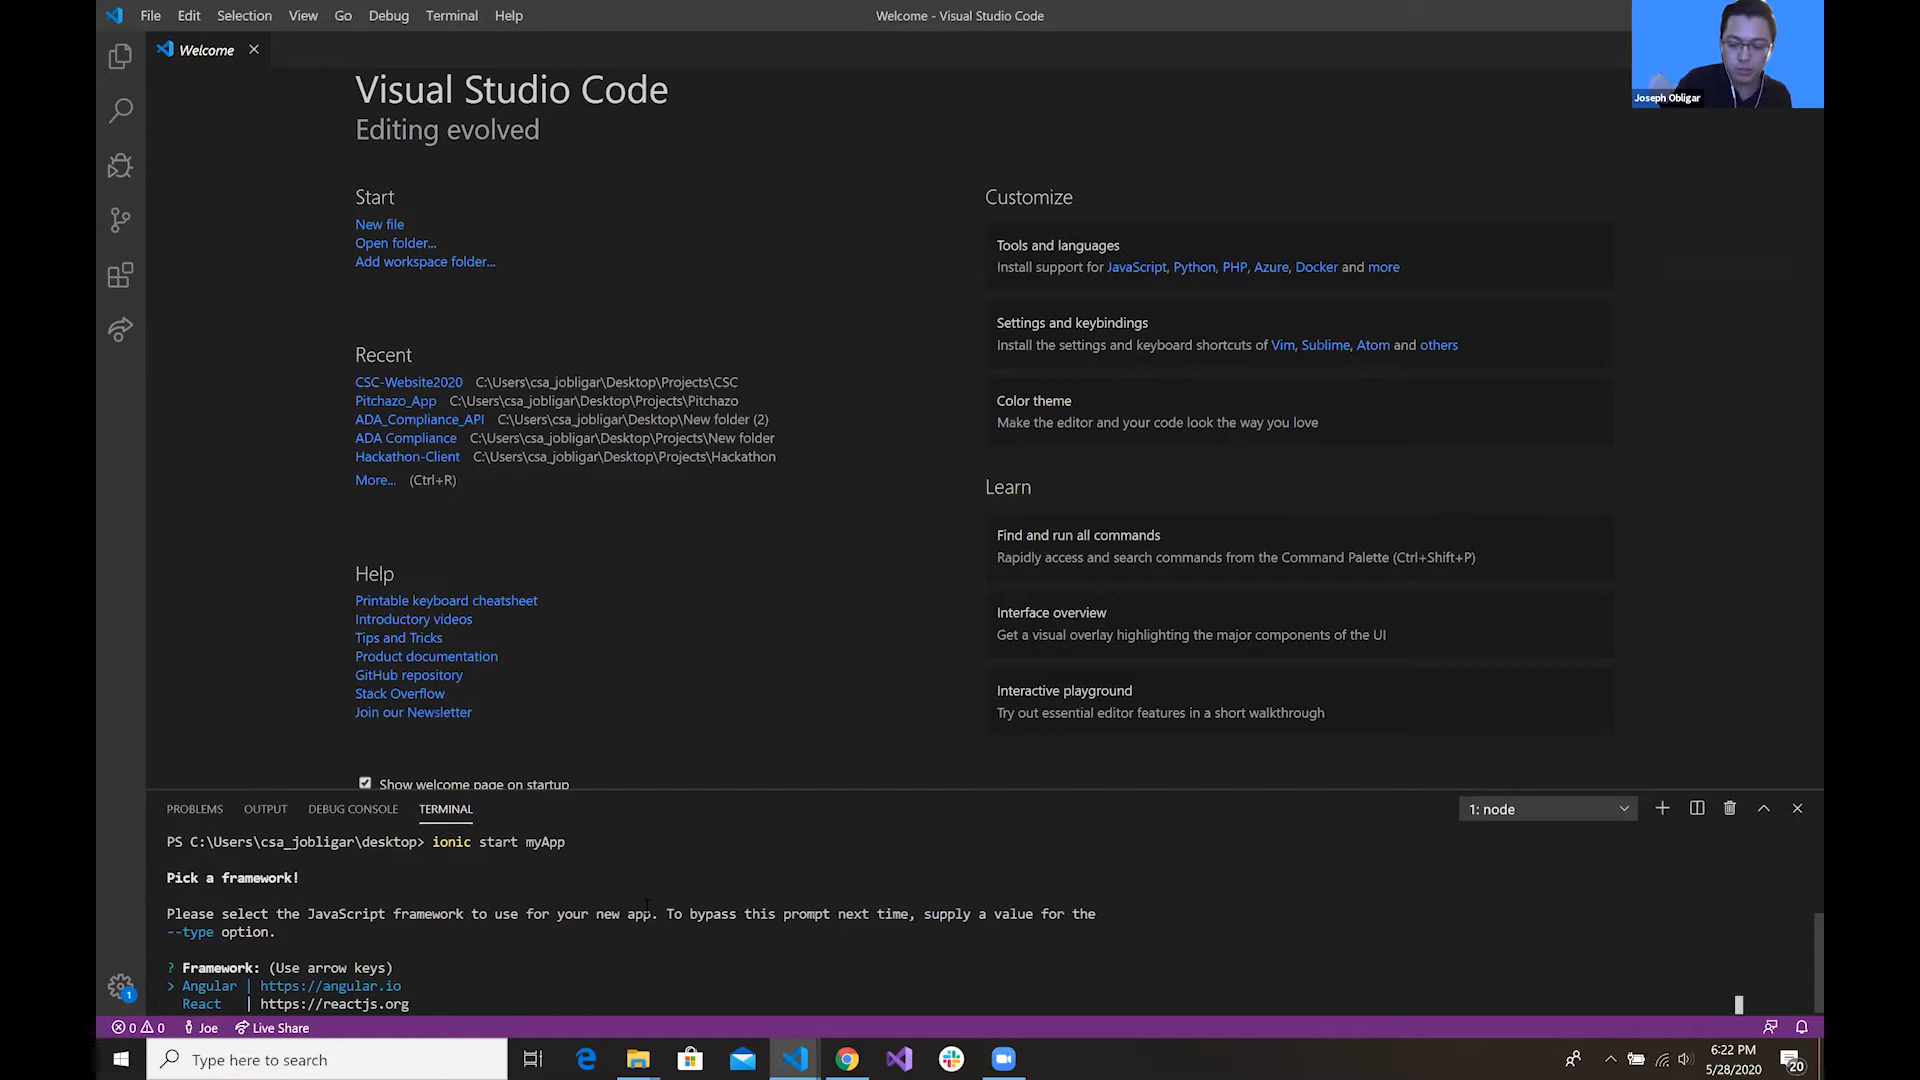 File Edit Selection View Go Debug Terminal Help
Welcome - Visual Studio Code
Joseph Obligar
Welcome
Visual Studio Code
Editing evolved
Start
New file
Open folder...
Add workspace folder...
Recent
CSC-Website2020 C:\Users\csa_jobligar\Desktop\Projects\CSC
Pitchazo_App C:\Users\csa_jobligar\Desktop\Projects\Pitchazo
ADA_Compliance_API C:\Users\csa_jobligar\Desktop\New folder (2)
ADA Compliance C:\Users\csa_jobligar\Desktop\Projects\New folder
Hackathon-Client C:\Users\csa_jobligar\Desktop\Projects\Hackathon
More... (Ctrl+R)
Help
Printable keyboard cheatsheet
Introductory videos
Tips and Tricks
Product documentation
GitHub repository
Stack Overflow
Join our Newsletter
Show welcome page on startup
Customize
Tools and languages
Install support for JavaScript, Python, PHP, Azure, Docker and more
Settings and keybindings
Install the settings and keyboard shortcuts of Vim, Sublime, Atom and others
Color theme
Make the editor and your code look the way you love
Learn
Find and run all commands
Rapidly access and search commands from the Command Palette (Ctrl+Shift+P)
Interface overview
Get a visual overlay highlighting the major components of the UI
Interactive playground
Try out essential editor features in a short walkthrough
PROBLEMS OUTPUT DEBUG CONSOLE TERMINAL
1: node
PS C:\Users\csa_jobligar\desktop> ionic start myApp
Pick a framework!
Please select the JavaScript framework to use for your new app. To bypass this prompt next time, supply a value for the
--type option.
? Framework: (Use arrow keys)
> Angular | https://angular.io
React | https://reactjs.org
1
0 0 Joe Live Share
Type here to search
6:22 PM
5/28/2020
20